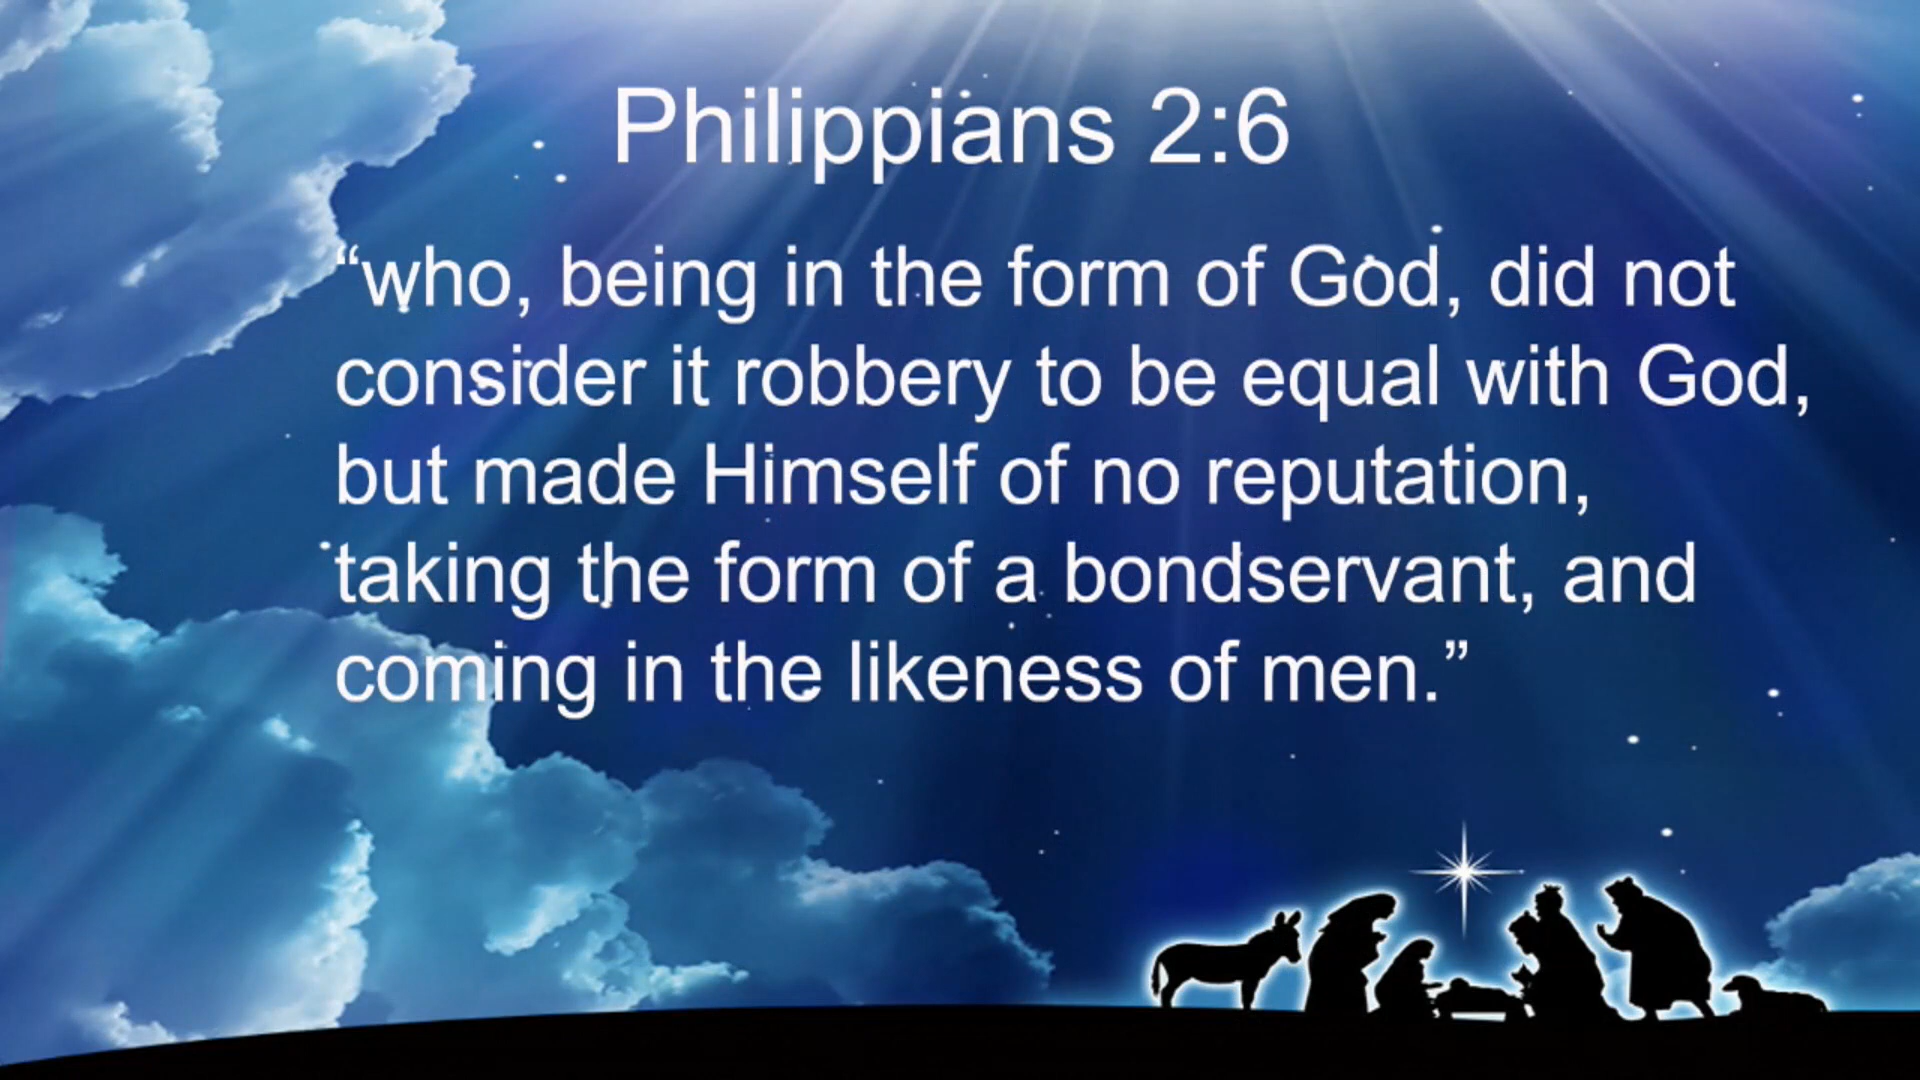 Philippians 2:6
“who, being in the form of God, did not
consider it robbery to be equal with God,
but made Himself of no reputation,
taking the form of a bondservant, and
coming in the likeness of men.”